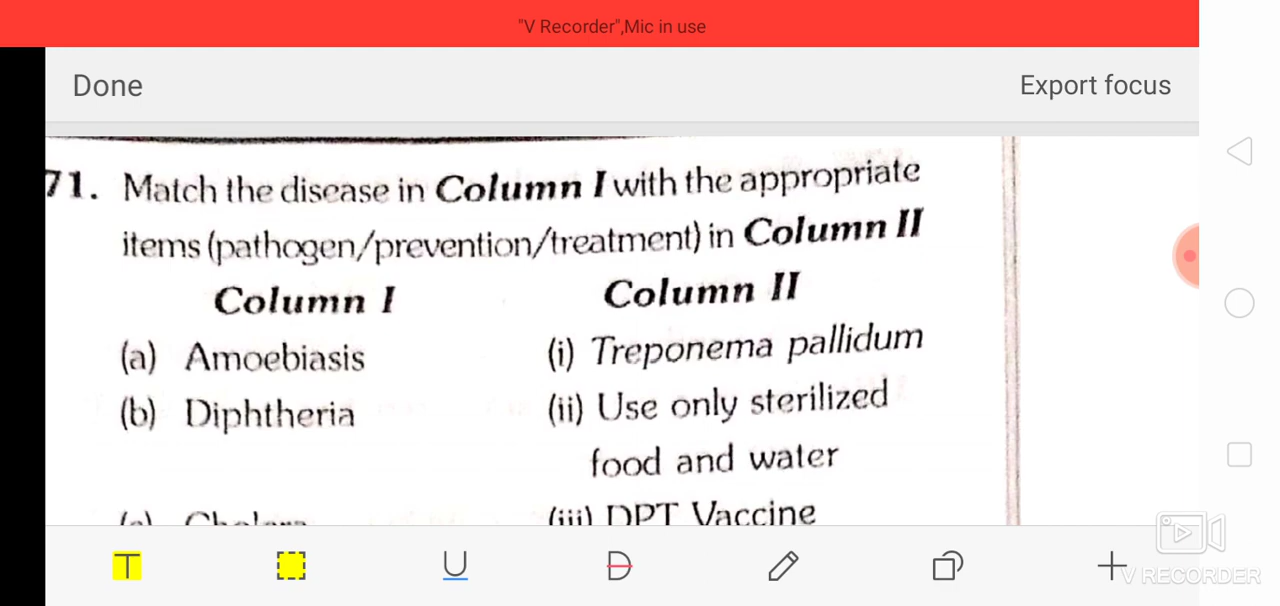 "V Recorder",Mic in use
Done Export focus
71. Match the disease in Column I with the appropriate
items (pathogen/prevention/treatment) in Column II
Column I Column II
(a) Amoebiasis (i) Treponema pallidum
(b) Diphtheria (ii) Use only sterilized
food and water
(iii) DPT Vaccine
T U D
V RECORDER